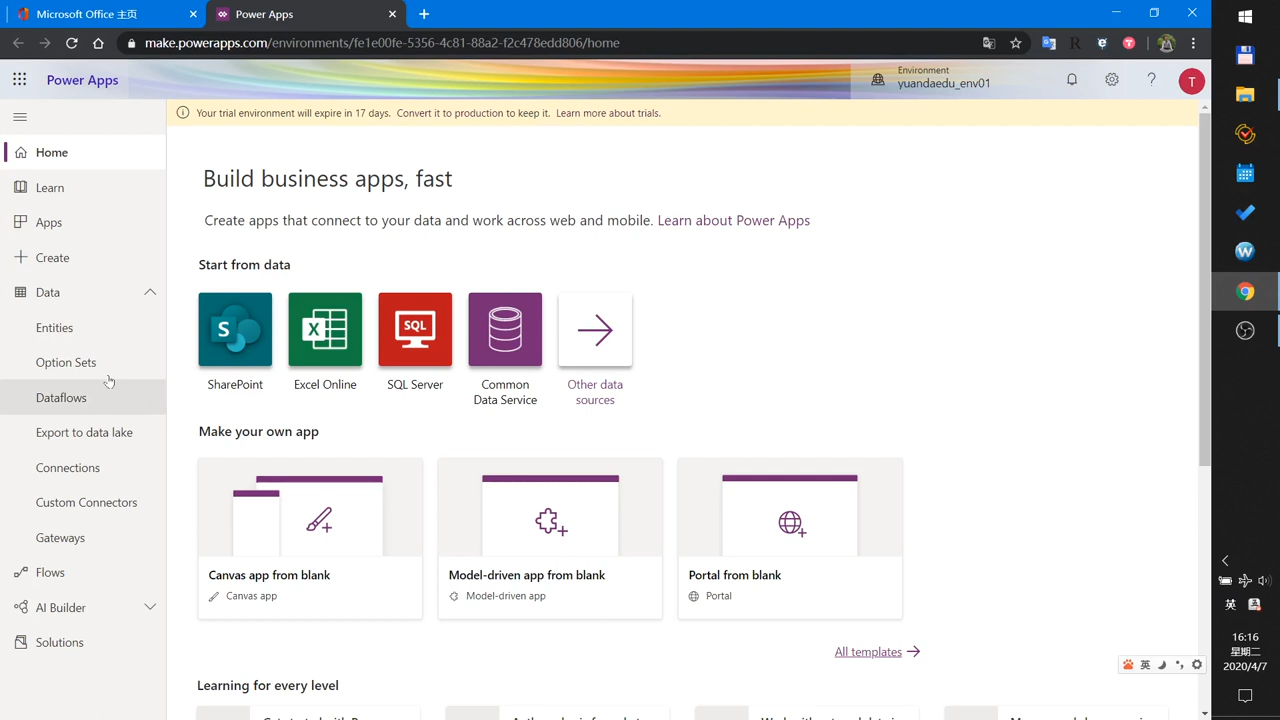 Microsoft Office 主页
Power Apps
make.powerapps.com/environments/fe1e00fe-5356-4c81-88a2-f2c478edd806/home
Power Apps
Environment
yuandaedu_env01
T
Your trial environment will expire in 17 days. Convert it to production to keep it. Learn more about trials.
Home
Learn
Apps
Create
Data
Entities
Option Sets
Dataflows
Export to data lake
Connections
Custom Connectors
Gateways
Flows
AI Builder
Solutions
Build business apps, fast
Create apps that connect to your data and work across web and mobile. Learn about Power Apps
Start from data
S
X
SQL
SharePoint
Excel Online
SQL Server
Common
Data Service
Other data
sources
Make your own app
Canvas app from blank
Canvas app
Model-driven app from blank
Model-driven app
Portal from blank
Portal
All templates
Learning for every level
W
英
英
16:16
星期二
2020/4/7